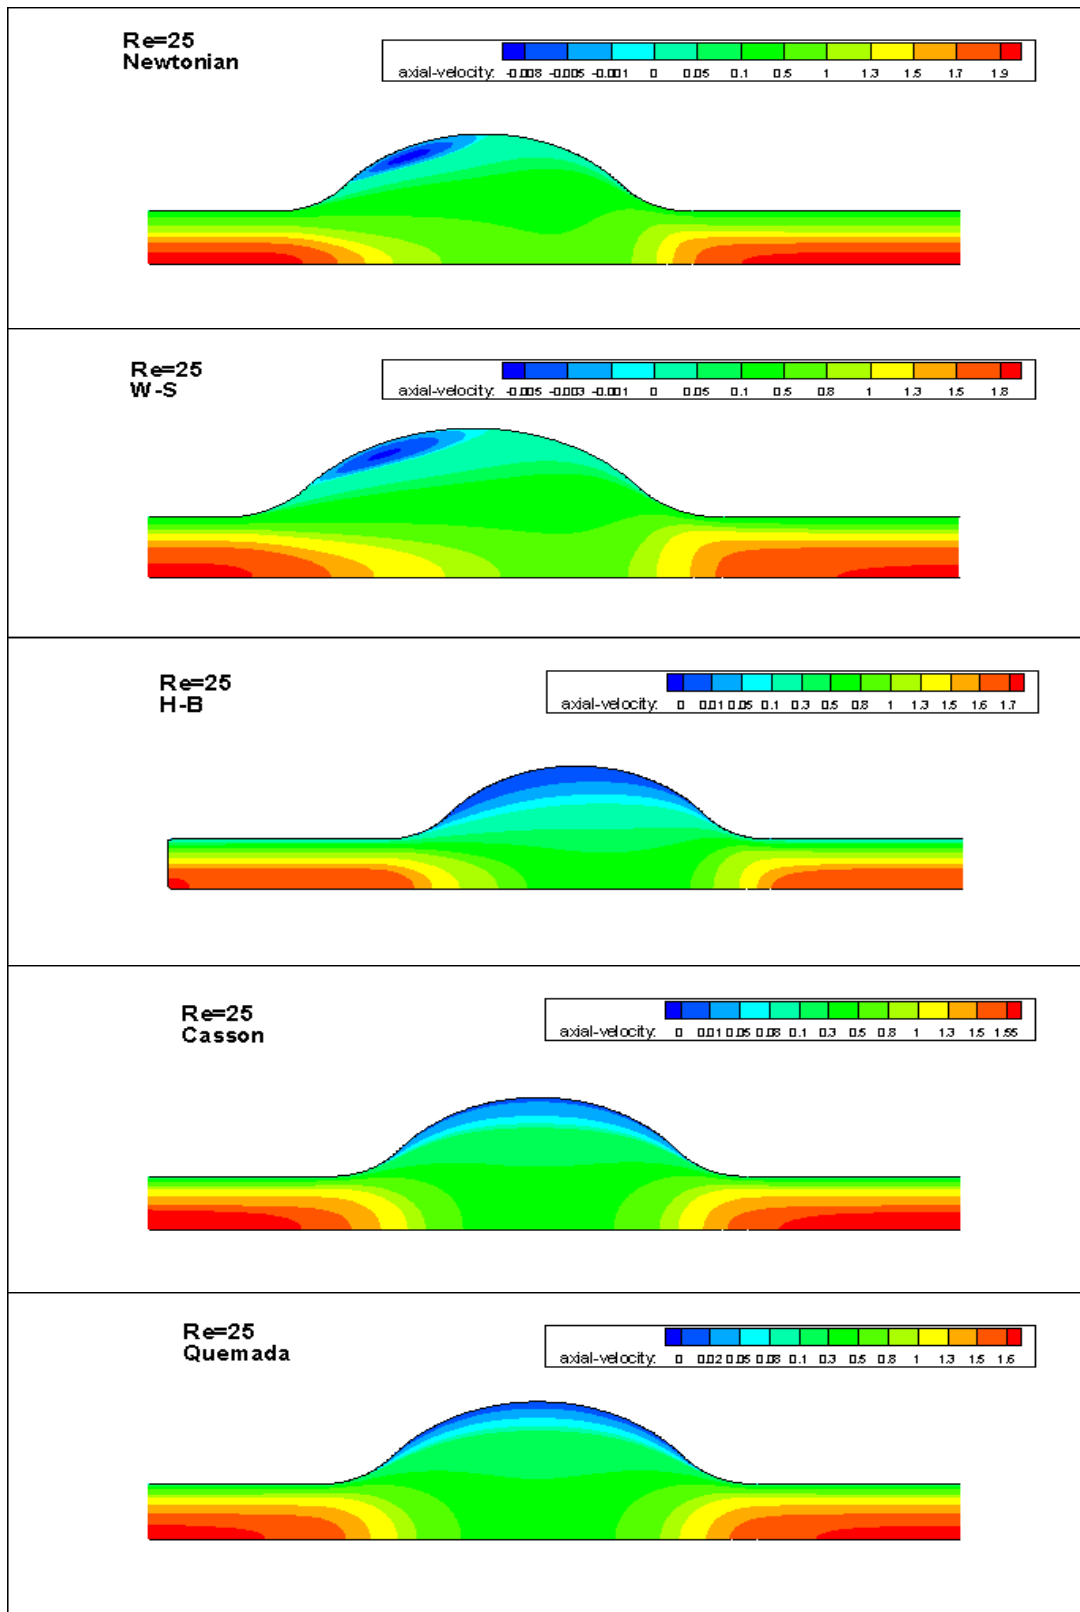 Re=25
Newtonian
axial-velocity: -0.008 -0.005 -0.001 0 0.05 0.1 0.5 1 1.3 1.5 1.7 1.9
Re=25
W-S
axial-velocity: -0.005 -0.003 -0.001 0 0.05 0.1 0.5 0.8 1 1.3 1.5 1.8
Re=25
H-B
axial-velocity: 0 0.01 0.05 0.1 0.3 0.5 0.8 1 1.3 1.5 1.6 1.7
Re=25
Casson
axial-velocity: 0 0.01 0.05 0.08 0.1 0.3 0.5 0.8 1 1.3 1.5 1.55
Re=25
Quemada
axial-velocity: 0 0.02 0.05 0.08 0.1 0.3 0.5 0.8 1 1.3 1.5 1.6